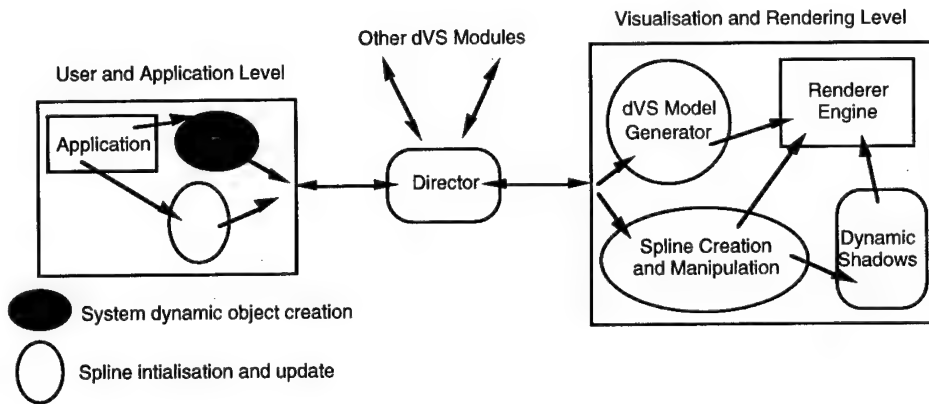 Visualisation and Rendering Level
Other dVS Modules
User and Application Level
Application
Director
dVS Model
Generator
Renderer
Engine
Spline Creation
and Manipulation
Dynamic
Shadows
System dynamic object creation
Spline intialisation and update